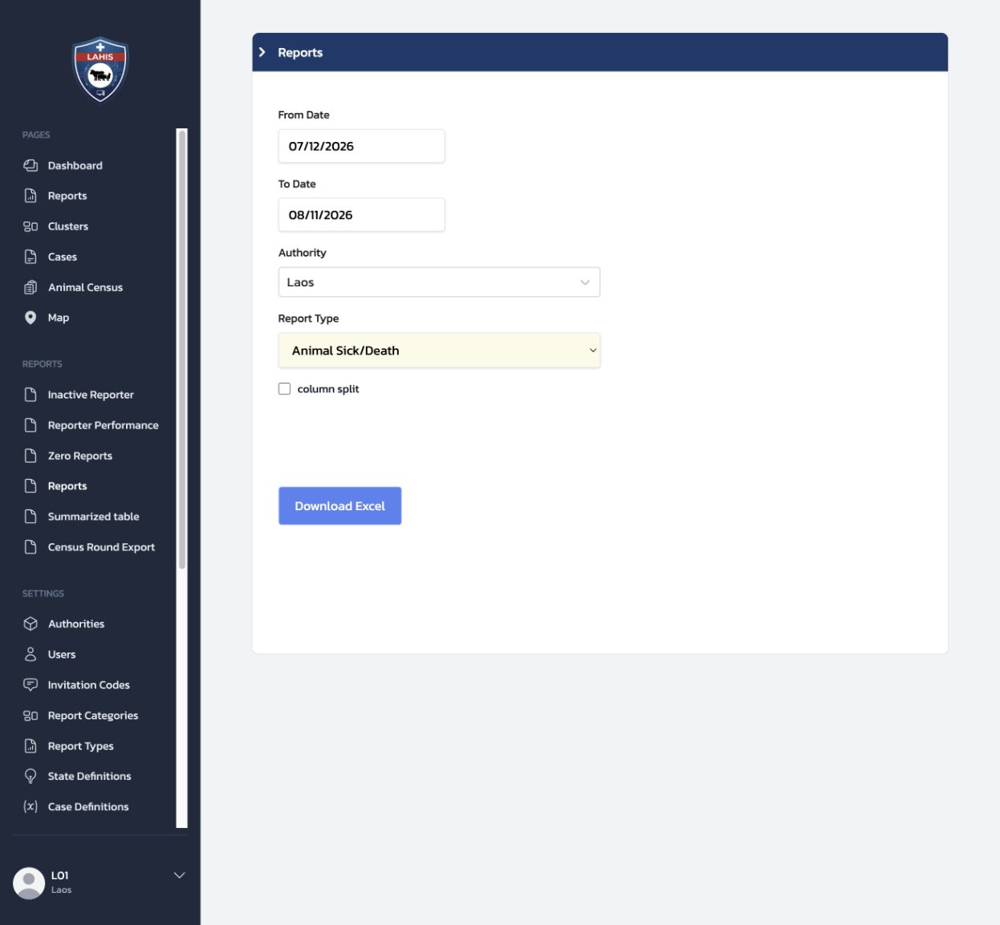 LAHIS
PAGES
Dashboard
Reports
Clusters
Cases
Animal Census
Map
REPORTS
Inactive Reporter
Reporter Performance
Zero Reports
Reports
Summarized table
Census Round Export
SETTINGS
Authorities
Users
Invitation Codes
Report Categories
Report Types
State Definitions
(x) Case Definitions
L01
Laos
Reports
From Date
07/12/2026
To Date
08/11/2026
Authority
Laos
Report Type
Animal Sick/Death
column split
Download Excel